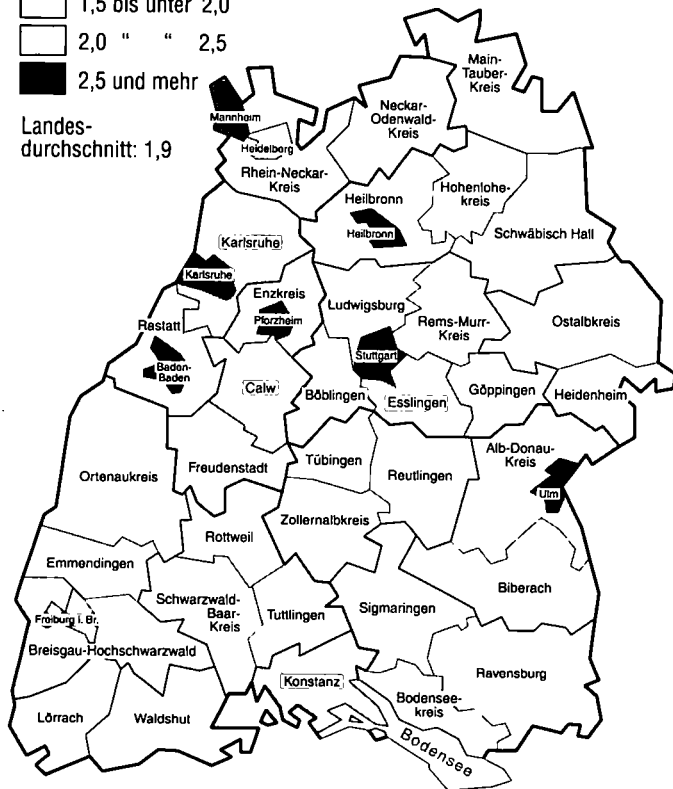 1,5 bis unter 2,0
2,0 “ “ 2,5
2,5 und mehr
Landes-
durchschnitt: 1,9
Main-
Tauber-
Kreis
Neckar-
Odenwald-
Kreis
Mannheim
Heidelberg
Rhein-Neckar-
Kreis
Hohenlohe-
kreis
Heilbronn
Heilbronn
Schwäbisch Hall
Karlsruhe
Karlsruhe
Enzkreis
Pforzheim
Ludwigsburg
Rems-Murr-
Kreis
Ostalbkreis
Rastatt
Baden-
Baden
Stuttgart
Calw
Böblingen
Esslingen
Göppingen
Heidenheim
Alb-Donau-
Kreis
Ulm
Ortenaukreis
Freudenstadt
Tübingen
Reutlingen
Zollernalbkreis
Rottweil
Emmendingen
Biberach
Schwarzwald-
Baar-
Kreis
Tuttlingen
Sigmaringen
Freiburg i. Br.
Breisgau-Hochschwarzwald
Konstanz
Ravensburg
Bodensee-
kreis
Lörrach
Waldshut
Bodensee